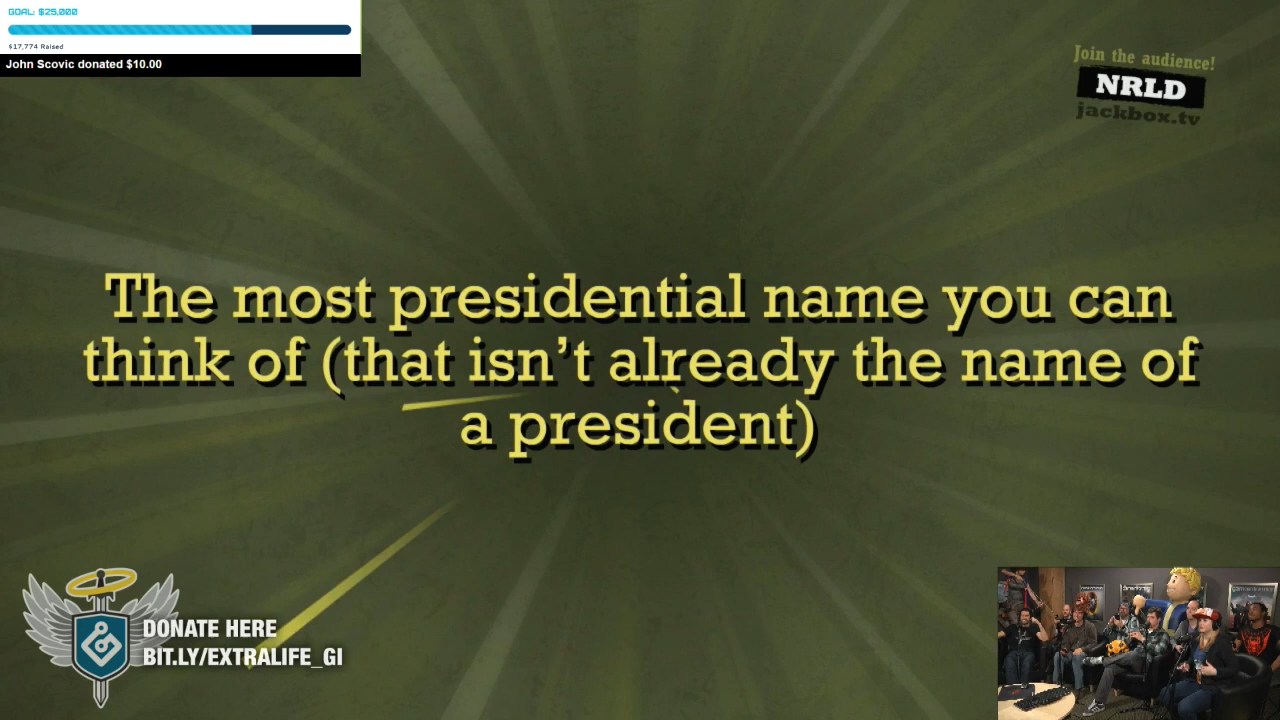 GOAL: $25,000
$17,774 Raised
John Scovic donated $10.00
Join the audience!
NRLD
jackbox.tv
The most presidential name you can
think of (that isn't already the name of
a president)
DONATE HERE
BIT.LY/EXTRALIFE_GI